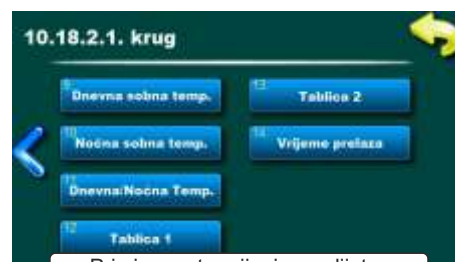 10.18.2.1. krug
9
Dnevna sobna temp.
13
Tablica 2
10
Noćna sobna temp.
14
Vrijeme prelaza
11
Dnevna/Noćna Temp.
12
Tablica 1